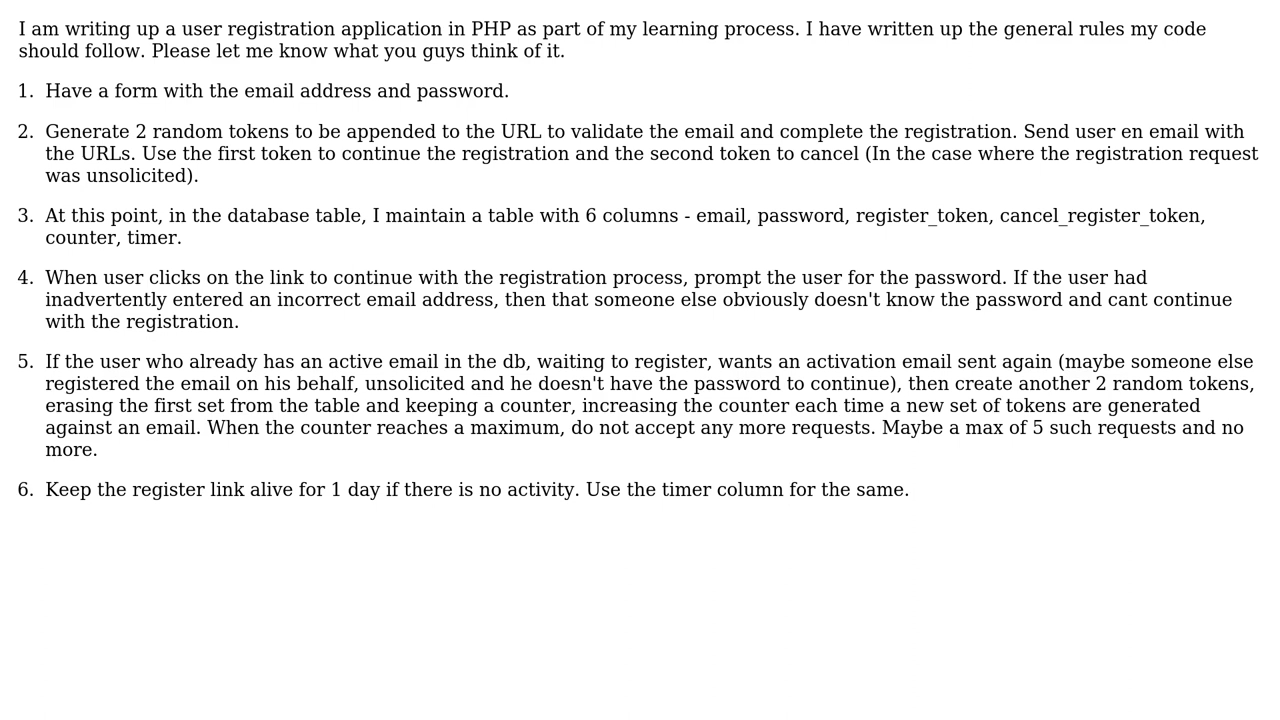 I am writing up a user registration application in PHP as part of my learning process. I have written up the general rules my code
should follow. Please let me know what you guys think of it.
1. Have a form with the email address and password.
2. Generate 2 random tokens to be appended to the URL to validate the email and complete the registration. Send user en email with
the URLs. Use the first token to continue the registration and the second token to cancel (In the case where the registration request
was unsolicited).
3. At this point, in the database table, I maintain a table with 6 columns - email, password, register_token, cancel_register_token,
counter, timer.
4. When user clicks on the link to continue with the registration process, prompt the user for the password. If the user had
inadvertently entered an incorrect email address, then that someone else obviously doesn't know the password and cant continue
with the registration.
5. If the user who already has an active email in the db, waiting to register, wants an activation email sent again (maybe someone else
registered the email on his behalf, unsolicited and he doesn't have the password to continue), then create another 2 random tokens,
erasing the first set from the table and keeping a counter, increasing the counter each time a new set of tokens are generated
against an email. When the counter reaches a maximum, do not accept any more requests. Maybe a max of 5 such requests and no
more.
6. Keep the register link alive for 1 day if there is no activity. Use the timer column for the same.